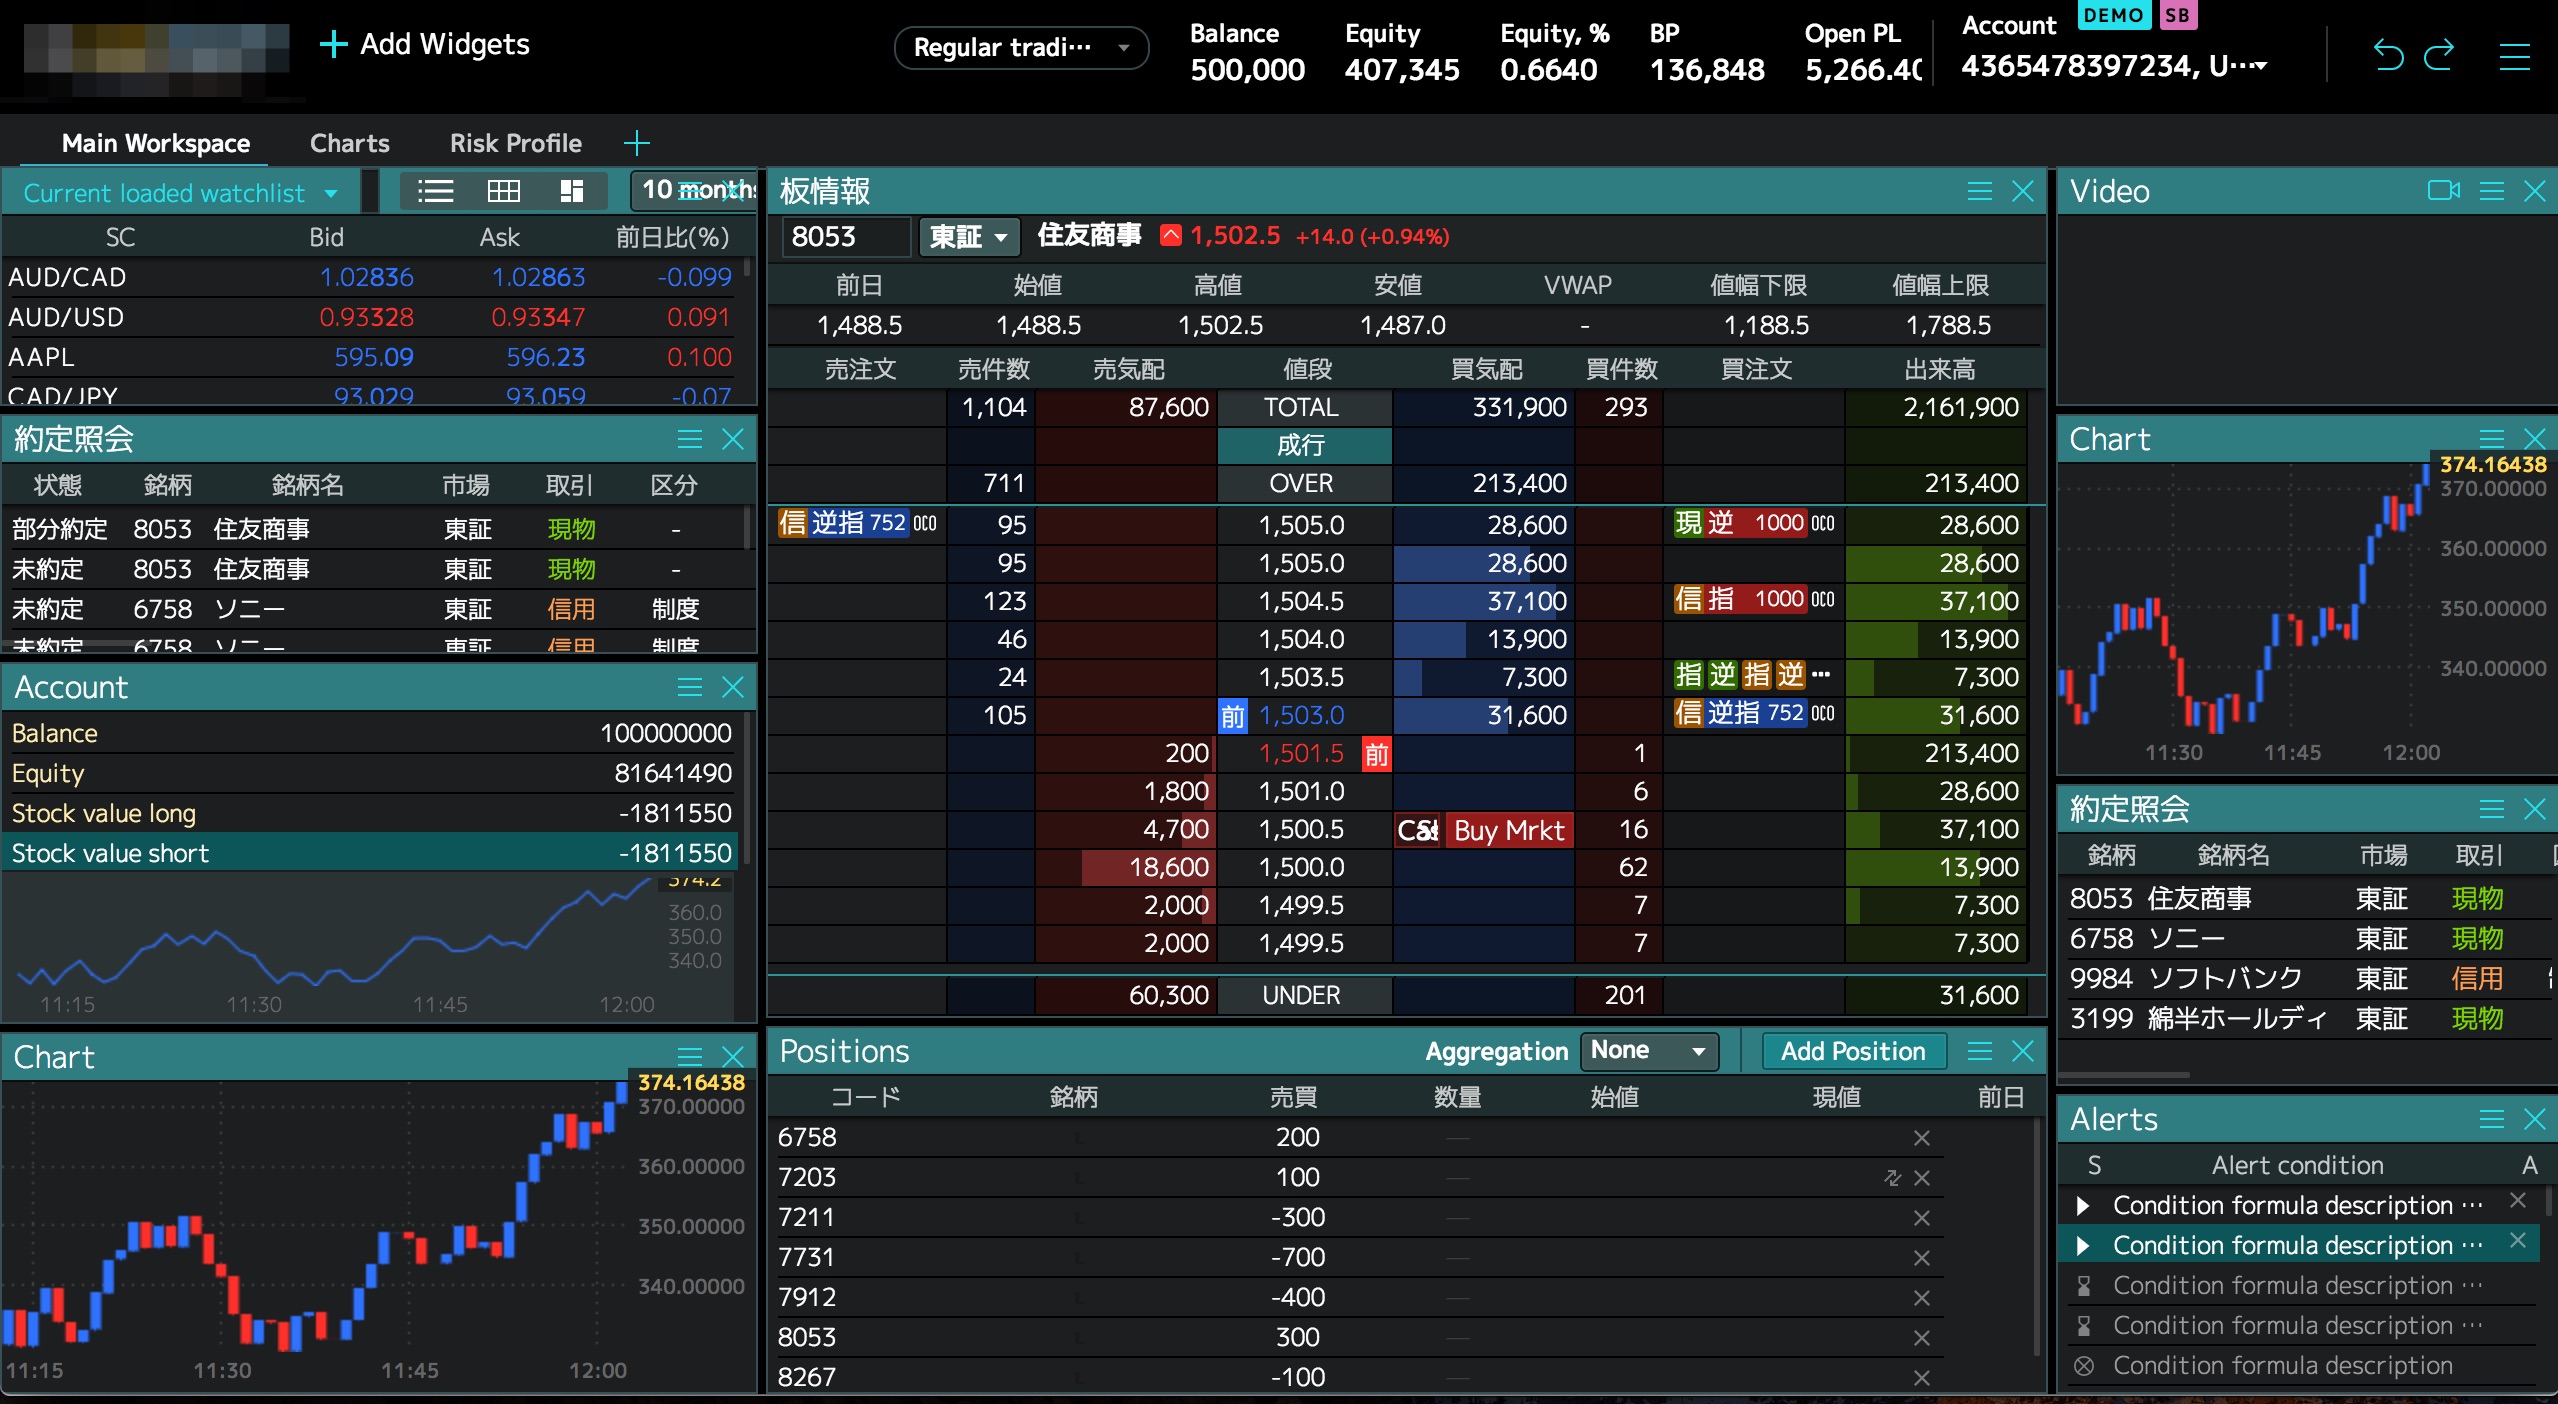 Add Widgets
Regular tradi…
Balance
500,000
Equity
407,345
Equity, %
0.6640
BP
136,848
Open PL
5,266.40
Account DEMO SB
4365478397234, U…
Main Workspace Charts Risk Profile
Current loaded watchlist 10 months
SC Bid Ask 前日比(%)
AUD/CAD 1.02836 1.02863 -0.099
AUD/USD 0.93328 0.93347 0.091
AAPL 595.09 596.23 0.100
CAD/JPY 93.029 93.059 -0.07
約定照会
状態 銘柄 銘柄名 市場 取引 区分
部分約定 8053 住友商事 東証 現物 -
未約定 8053 住友商事 東証 現物 -
未約定 6758 ソニー 東証 信用 制度
未約定 6758 ソニー 東証 信用 制度
Account
Balance 100000000
Equity 81641490
Stock value long -1811550
Stock value short -1811550
374.2
360.0
350.0
340.0
11:15 11:30 11:45 12:00
Chart
374.16438
370.00000
360.00000
350.00000
340.00000
11:15 11:30 11:45 12:00
板情報
8053 東証 住友商事 1,502.5 +14.0 (+0.94%)
前日 始値 高値 安値 VWAP 値幅下限 値幅上限
1,488.5 1,488.5 1,502.5 1,487.0 - 1,188.5 1,788.5
売注文 売件数 売気配 値段 買気配 買件数 買注文 出来高
1,104 87,600 TOTAL 331,900 293 2,161,900
成行
711 OVER 213,400 213,400
信 逆指 752 OCO 95 1,505.0 28,600 現 逆 1000 OCO 28,600
95 1,505.0 28,600 28,600
123 1,504.5 37,100 信 指 1000 OCO 37,100
46 1,504.0 13,900 13,900
24 1,503.5 7,300 指 逆 指 逆 … 7,300
105 前 1,503.0 31,600 信 逆指 752 OCO 31,600
200 1,501.5 前 1 213,400
1,800 1,501.0 6 28,600
4,700 1,500.5 Buy Mrkt 16 37,100
18,600 1,500.0 62 13,900
2,000 1,499.5 7 7,300
2,000 1,499.5 7 7,300
60,300 UNDER 201 31,600
Positions Aggregation None Add Position
コード 銘柄 売買 数量 始値 現値 前日
6758 200 —
7203 100 —
7211 -300 —
7731 -700 —
7912 -400 —
8053 300 —
8267 -100
Video
Chart
374.16438
370.00000
360.00000
350.00000
340.00000
11:30 11:45 12:00
約定照会
銘柄 銘柄名 市場 取引
8053 住友商事 東証 現物
6758 ソニー 東証 現物
9984 ソフトバンク 東証 信用
3199 綿半ホールディ 東証 現物
Alerts
S Alert condition A
Condition formula description …
Condition formula description …
Condition formula description …
Condition formula description …
Condition formula description